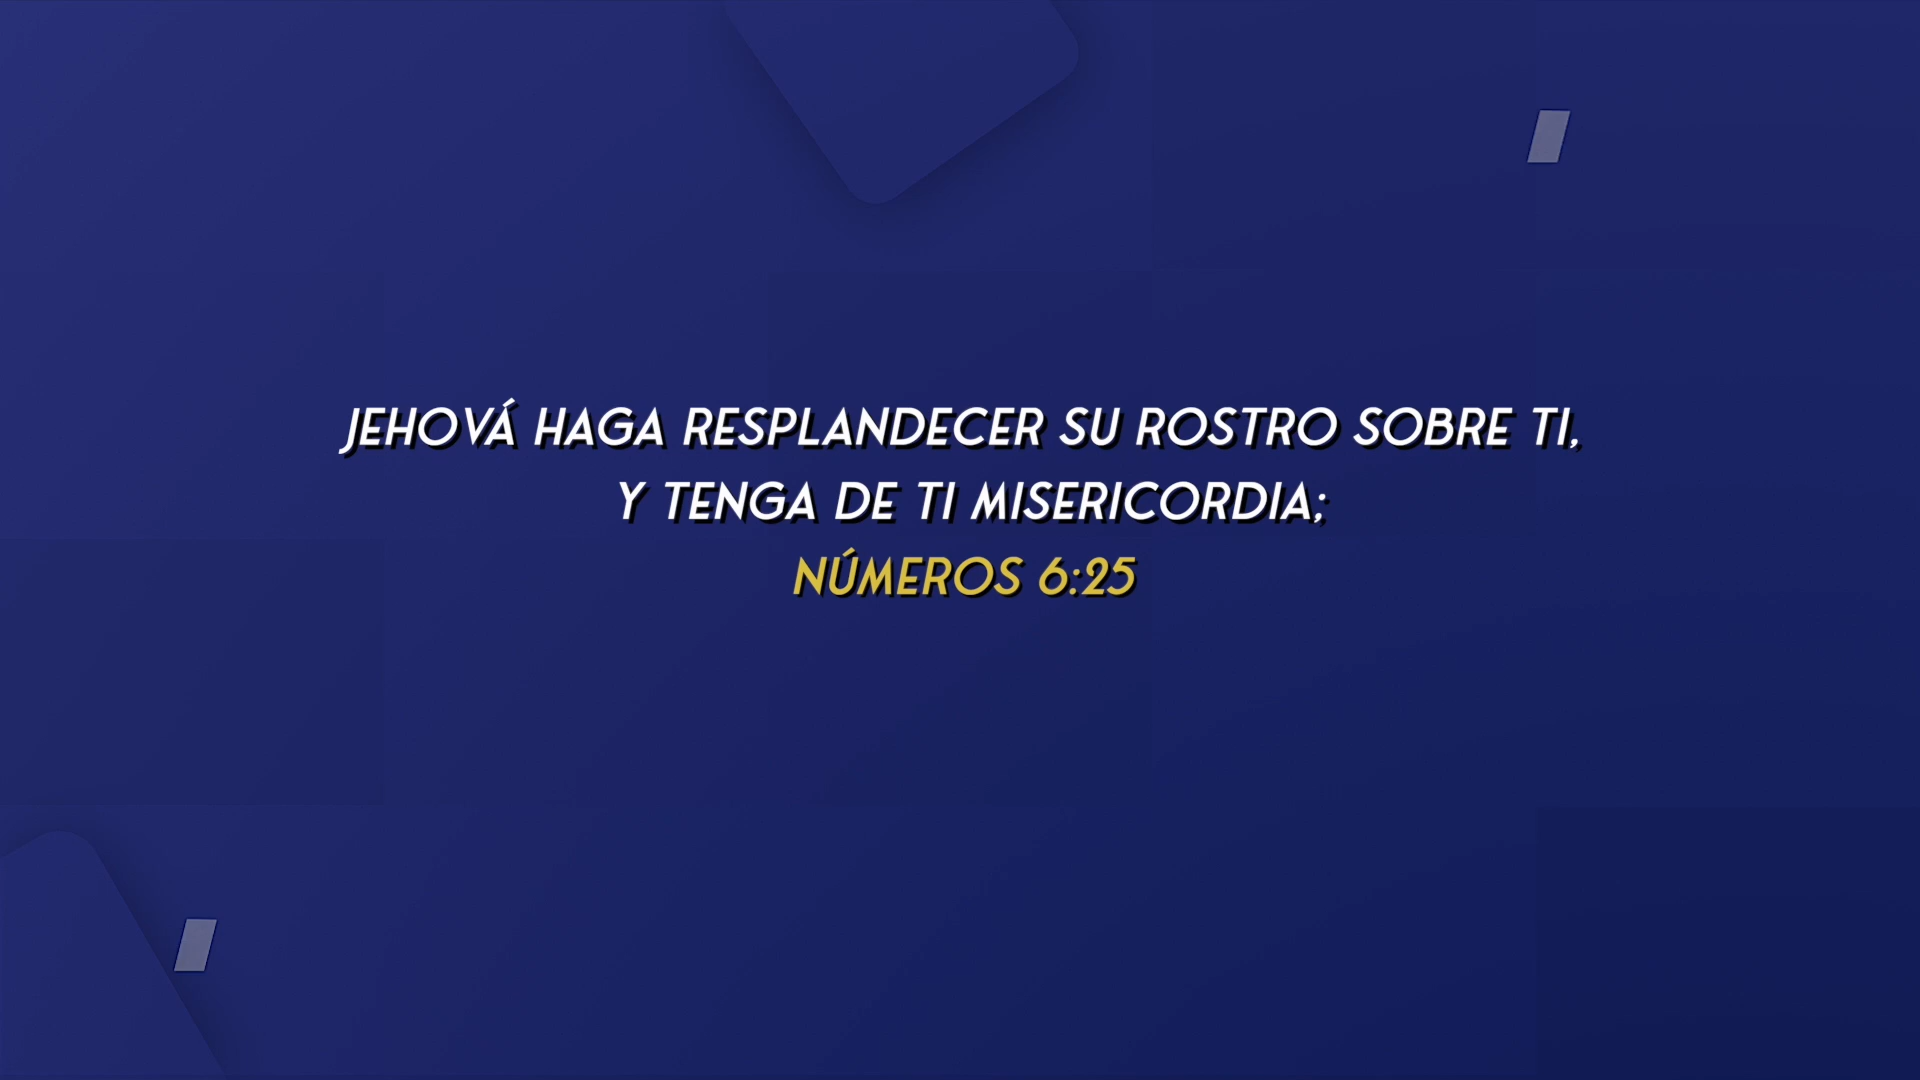 JEHOVÁ HAGA RESPLANDECER SU ROSTRO SOBRE TI,
Y TENGA DE TI MISERICORDIA;
NÚMEROS 6:25